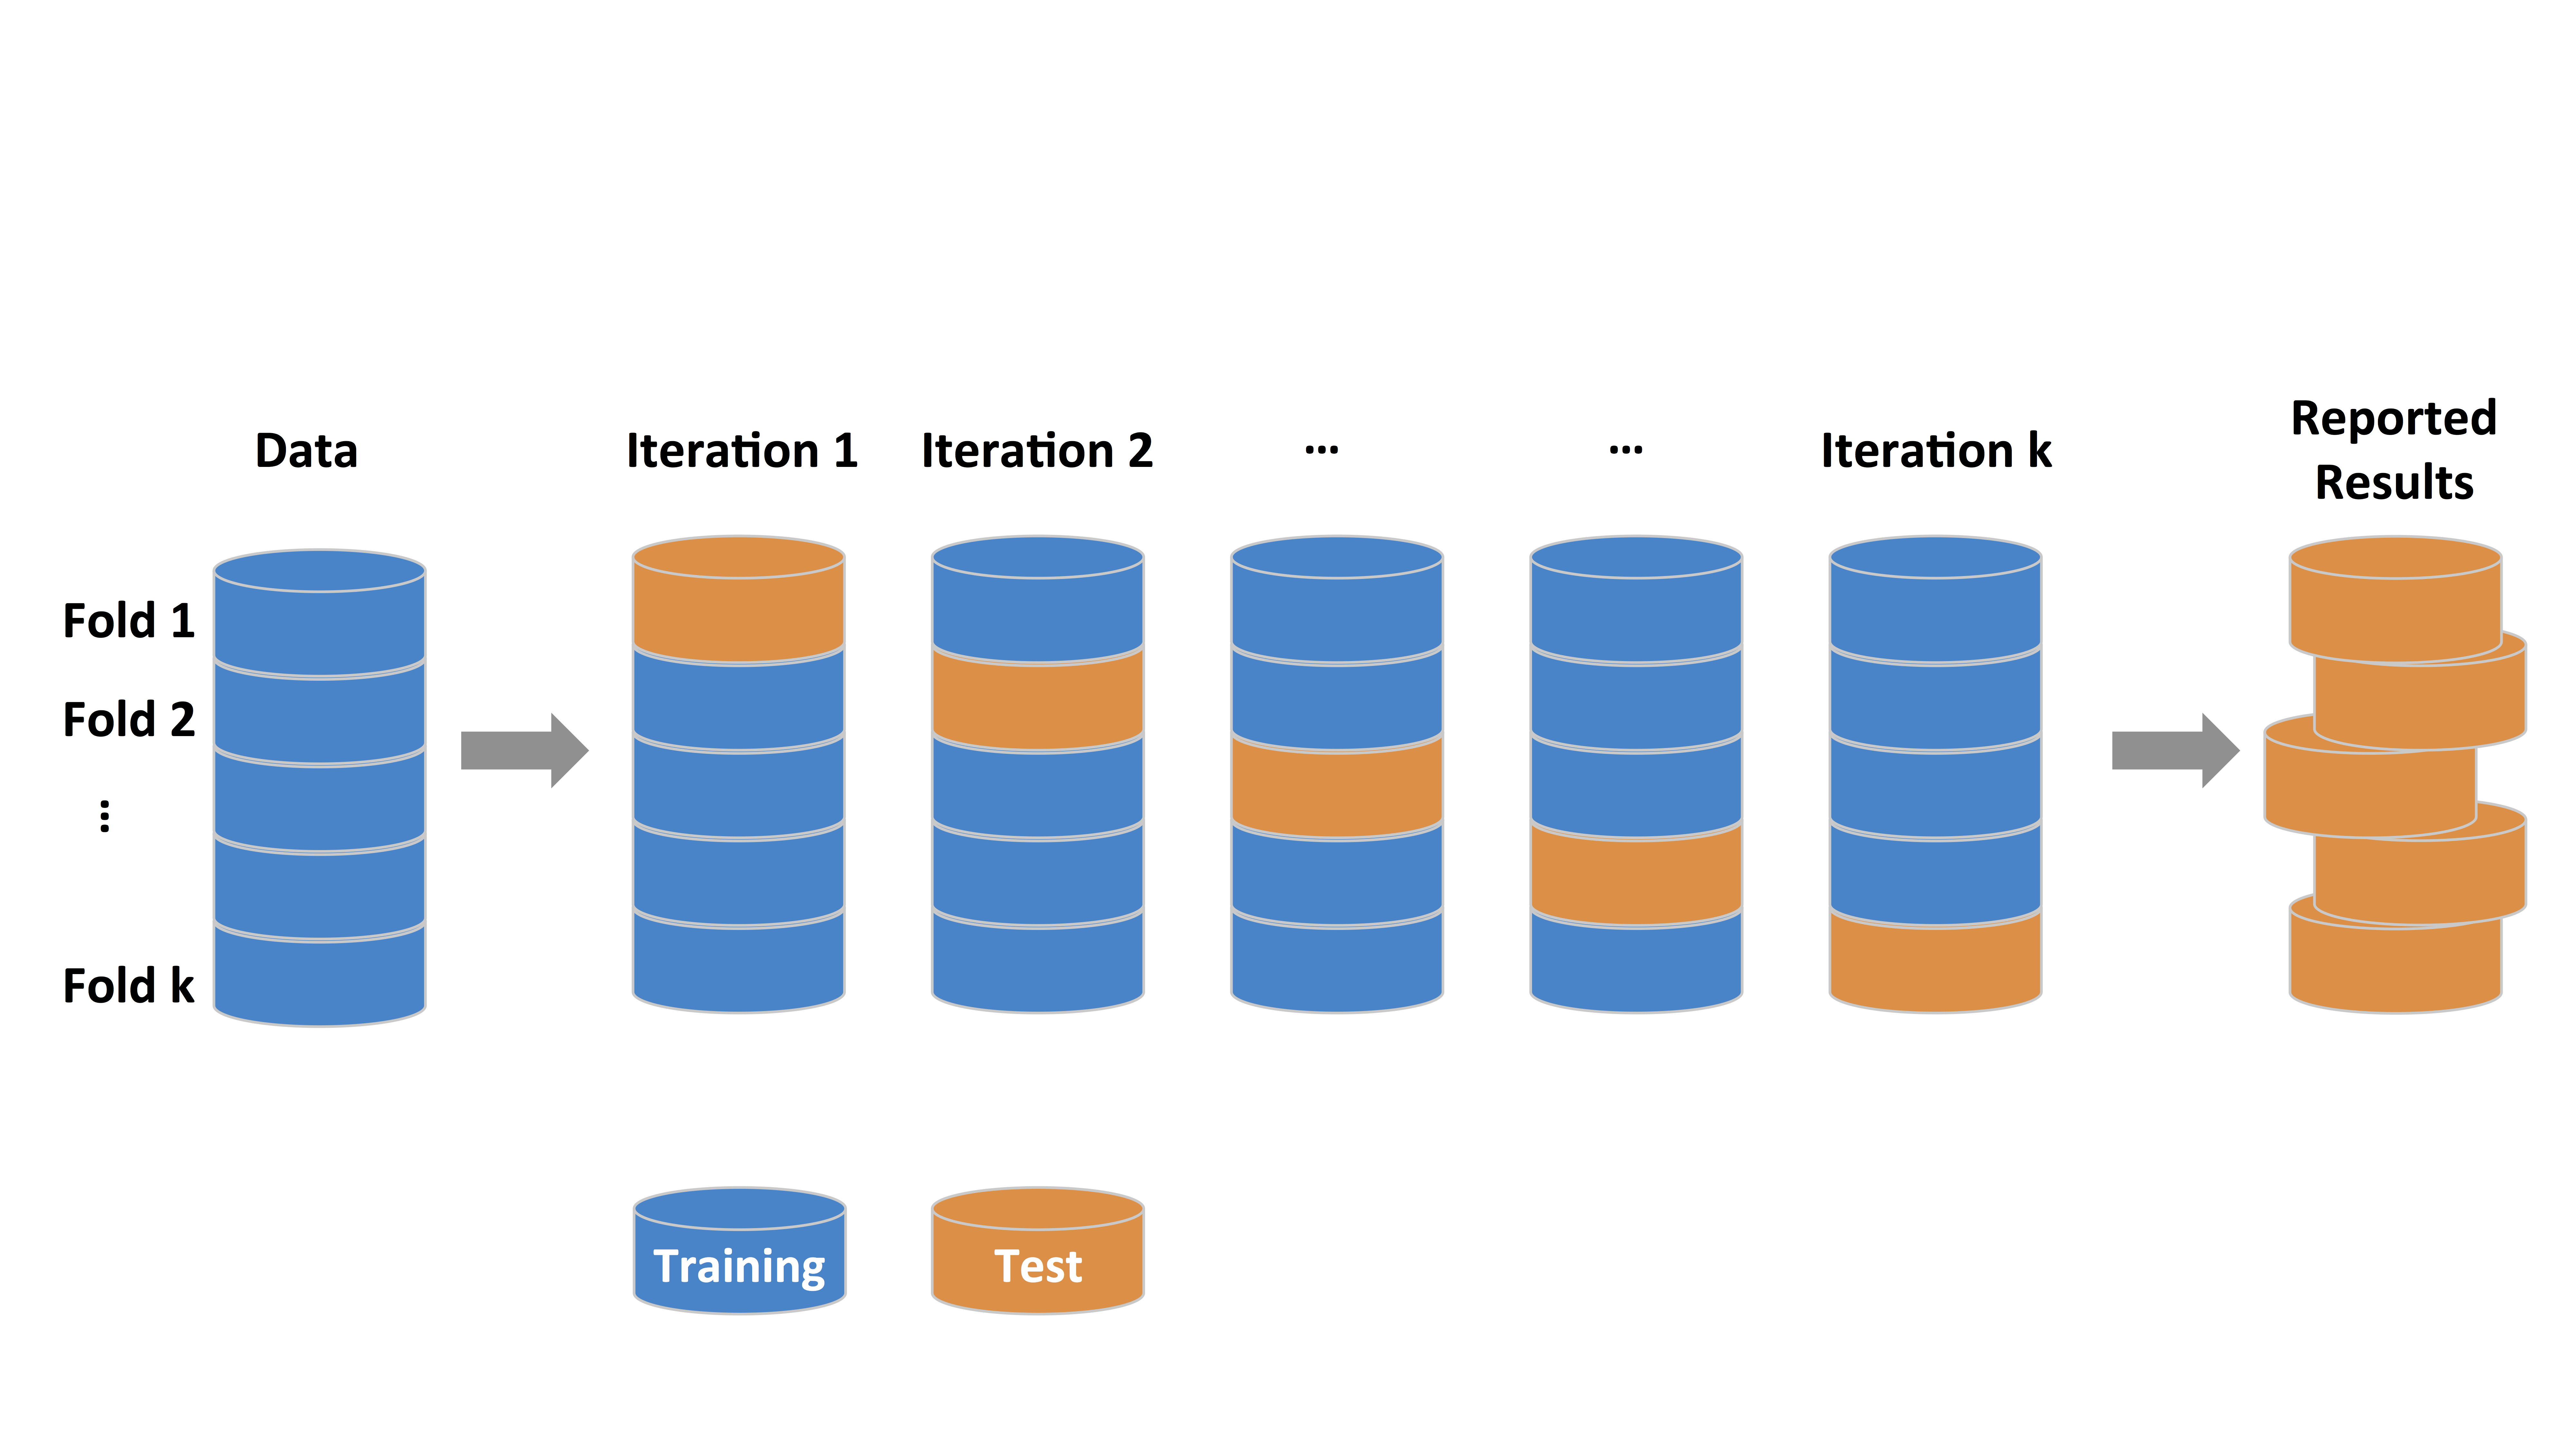 Data
Iteration 1
Iteration 2
...
...
Iteration k
Reported
Results
Fold 1
Fold 2
...
Fold k
Training
Test